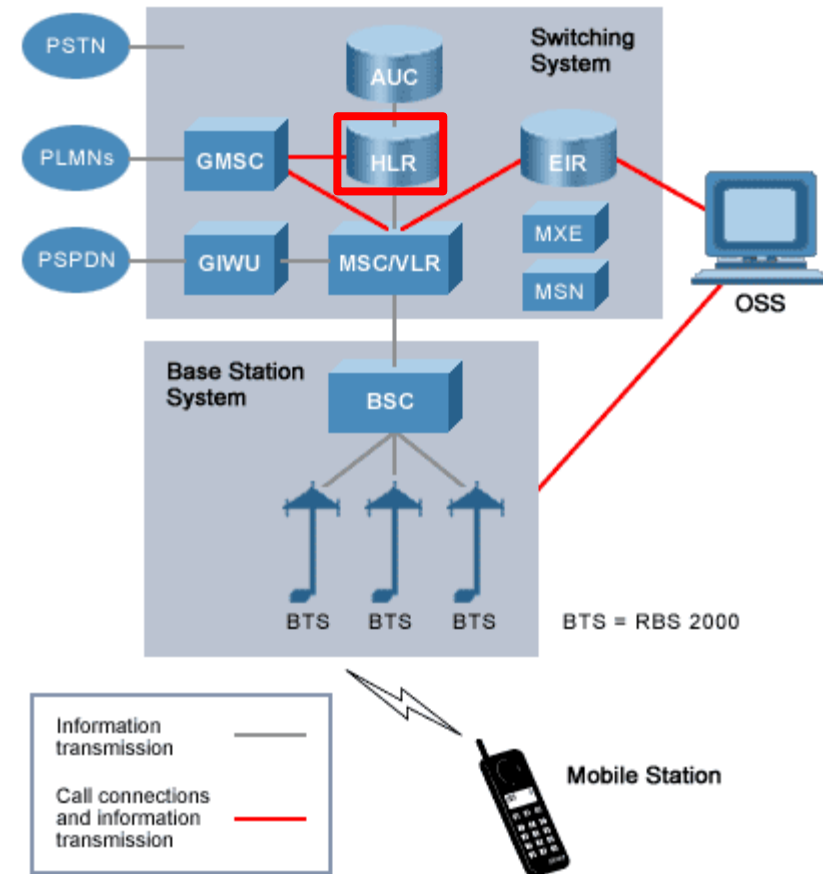 PSTN
Switching
System
AUC
PLMNs
GMSC
HLR
EIR
MXE
PSPDN
GIWU
MSC/VLR
MSN
OSS
Base Station
System
BSC
BTS
BTS
BTS
BTS = RBS 2000
Information
transmission
Call connections
and information
transmission
Mobile Station